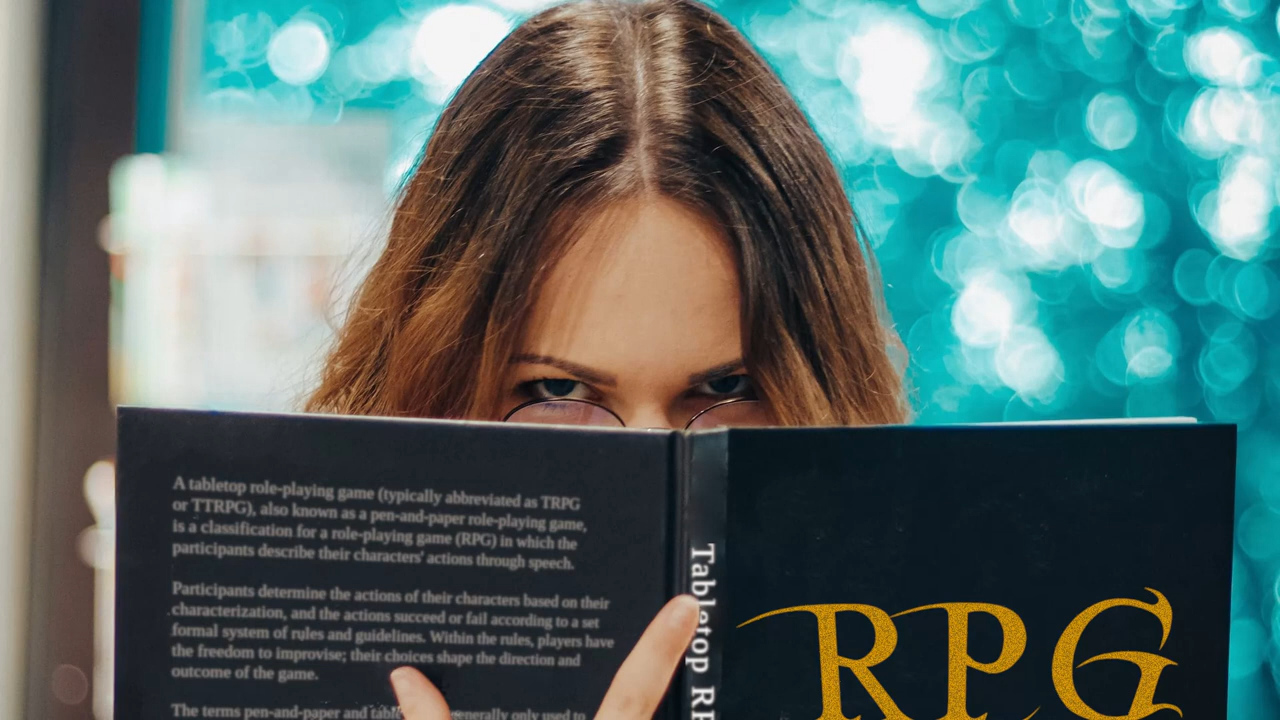 A tabletop role-playing game (typically abbreviated as TRPG
or TTRPG), also known as a pen-and-paper role-playing game,
is a classification for a role-playing game (RPG) in which the
participants describe their characters' actions through speech.
Participants determine the actions of their characters based on their
characterization, and the actions succeed or fail according to a set
formal system of rules and guidelines. Within the rules, players have
the freedom to improvise; their choices shape the direction and
outcome of the game.
The terms pen-and-paper and generally only used to
Tabletop
RPG